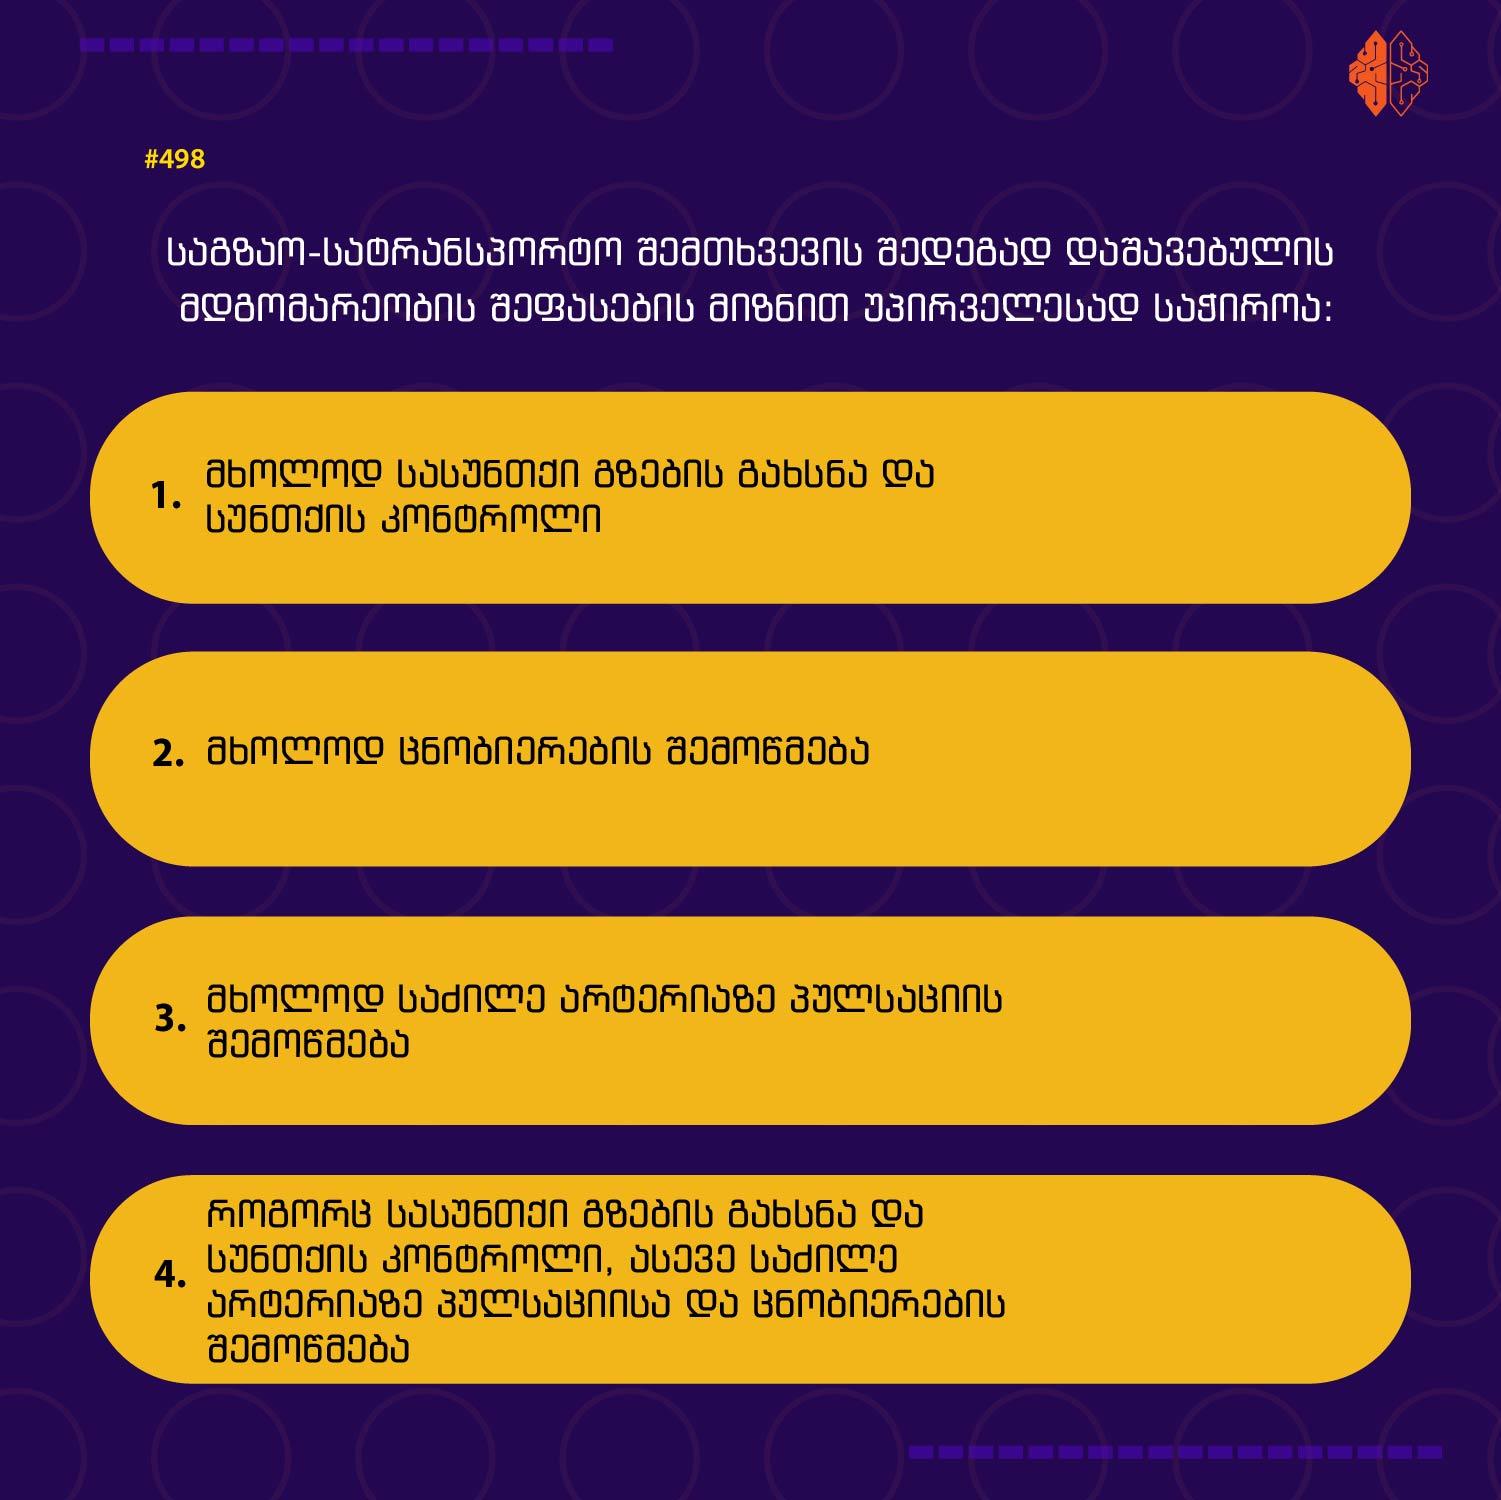 #498
საგზაო-სატრანსპორტო შემთხვევის შედეგად დაშავებულის
მდგომარეობის შეფასების მიზნით უპირველესად საჭიროა:
1. მხოლოდ სასუნთქი გზების გახსნა და
სუნთქის კონტროლი
2. მხოლოდ ცნობიერების შემოწმება
3. მხოლოდ საძილე არტერიაზე პულსაციის
შემოწმება
4. როგორც სასუნთქი გზების გახსნა და
სუნთქის კონტროლი, ასევე საძილე
არტერიაზე პულსაციისა და ცნობიერების
შემოწმება